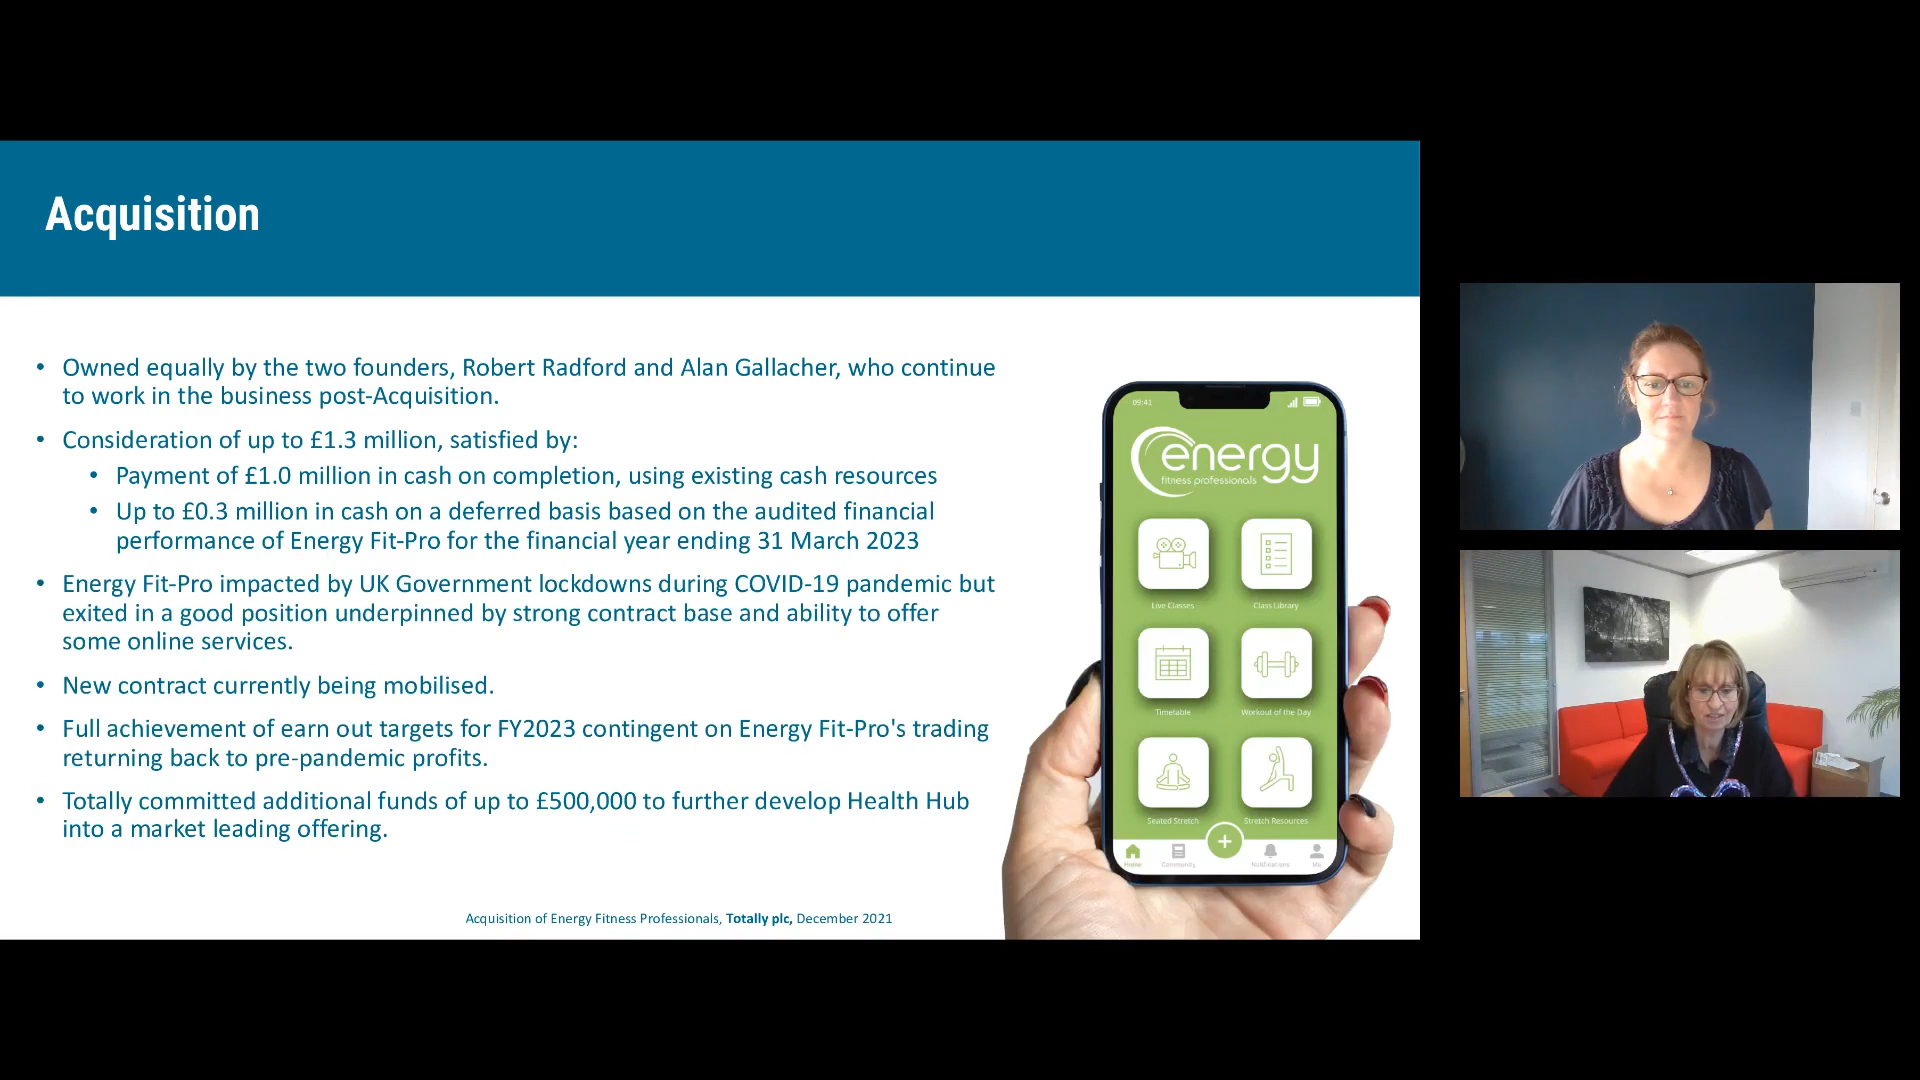 Acquisition
• Owned equally by the two founders, Robert Radford and Alan Gallacher, who continue
to work in the business post-Acquisition.
• Consideration of up to £1.3 million, satisfied by:
• Payment of £1.0 million in cash on completion, using existing cash resources
• Up to £0.3 million in cash on a deferred basis based on the audited financial
performance of Energy Fit-Pro for the financial year ending 31 March 2023
• Energy Fit-Pro impacted by UK Government lockdowns during COVID-19 pandemic but
exited in a good position underpinned by strong contract base and ability to offer
some online services.
• New contract currently being mobilised.
• Full achievement of earn out targets for FY2023 contingent on Energy Fit-Pro's trading
returning back to pre-pandemic profits.
• Totally committed additional funds of up to £500,000 to further develop Health Hub
into a market leading offering.
Acquisition of Energy Fitness Professionals, Totally plc, December 2021
09:41
energy
fitness professionals
Live Classes Class Library
Timetable Workout of the Day
Seated Stretch Stretch Resources
+
Home Community Notifications Me